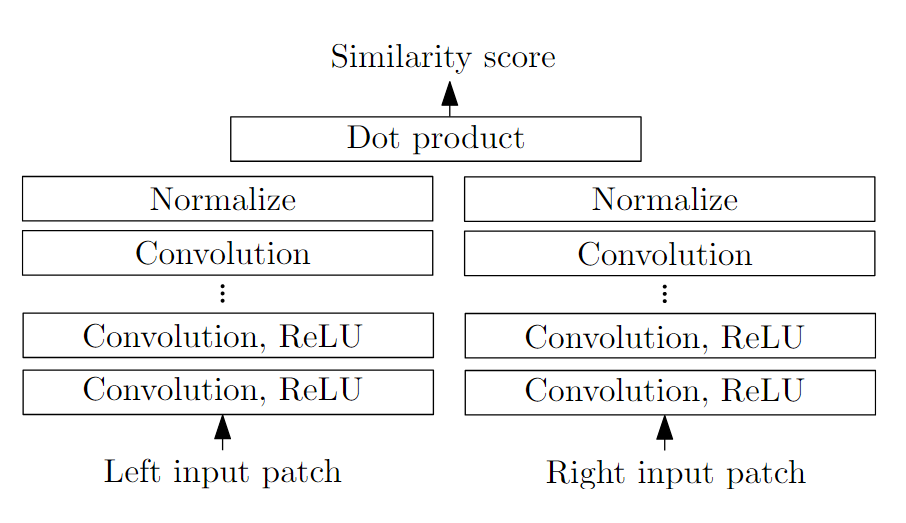 Similarity score
Dot product
Normalize
Normalize
Convolution
Convolution
Convolution, ReLU
Convolution, ReLU
Convolution, ReLU
Convolution, ReLU
Left input patch
Right input patch